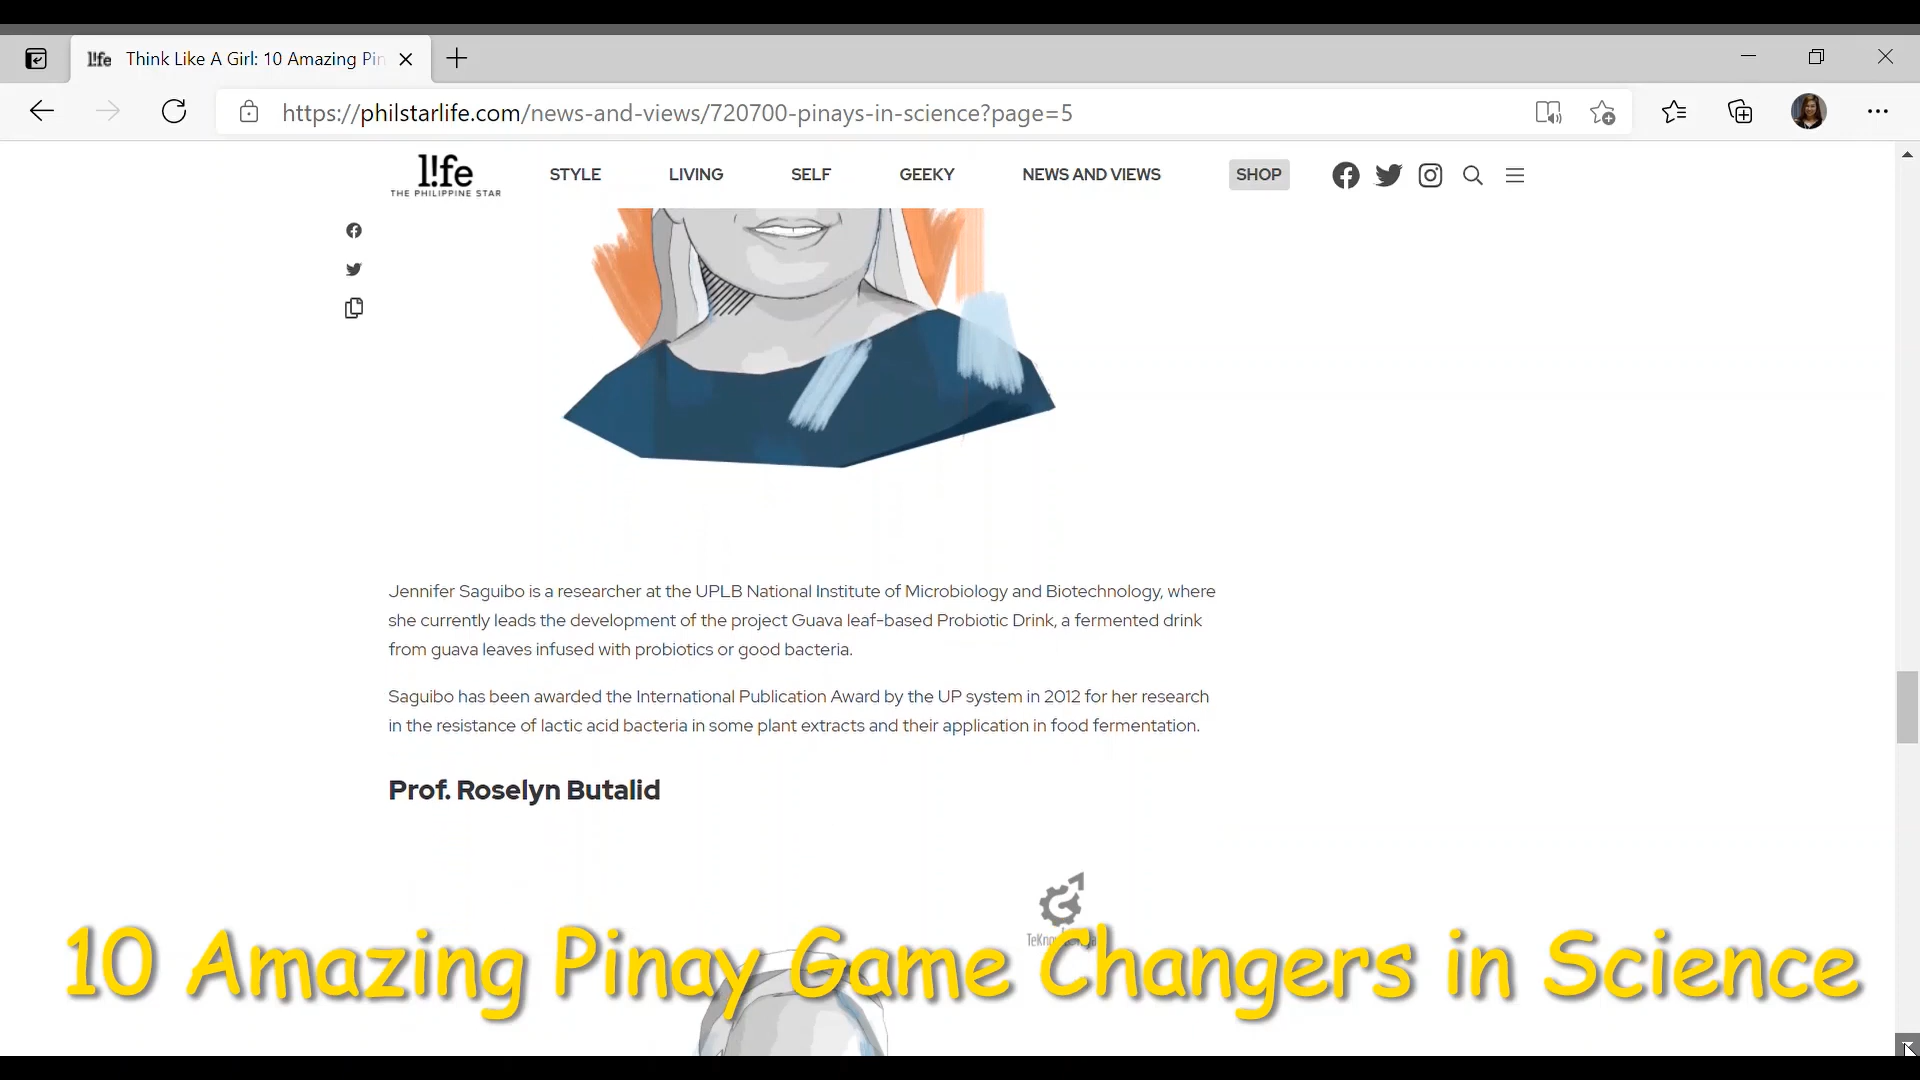 l!fe Think Like A Girl: 10 Amazing Pin
https://philstarlife.com/news-and-views/720700-pinays-in-science?page=5
l!fe
THE PHILIPPINE STAR
STYLE LIVING SELF GEEKY NEWS AND VIEWS SHOP
Jennifer Saguibo is a researcher at the UPLB National Institute of Microbiology and Biotechnology, where
she currently leads the development of the project Guava leaf-based Probiotic Drink, a fermented drink
from guava leaves infused with probiotics or good bacteria.
Saguibo has been awarded the International Publication Award by the UP system in 2012 for her research
in the resistance of lactic acid bacteria in some plant extracts and their application in food fermentation.
Prof. Roselyn Butalid
10 Amazing Pinay Game Changers in Science